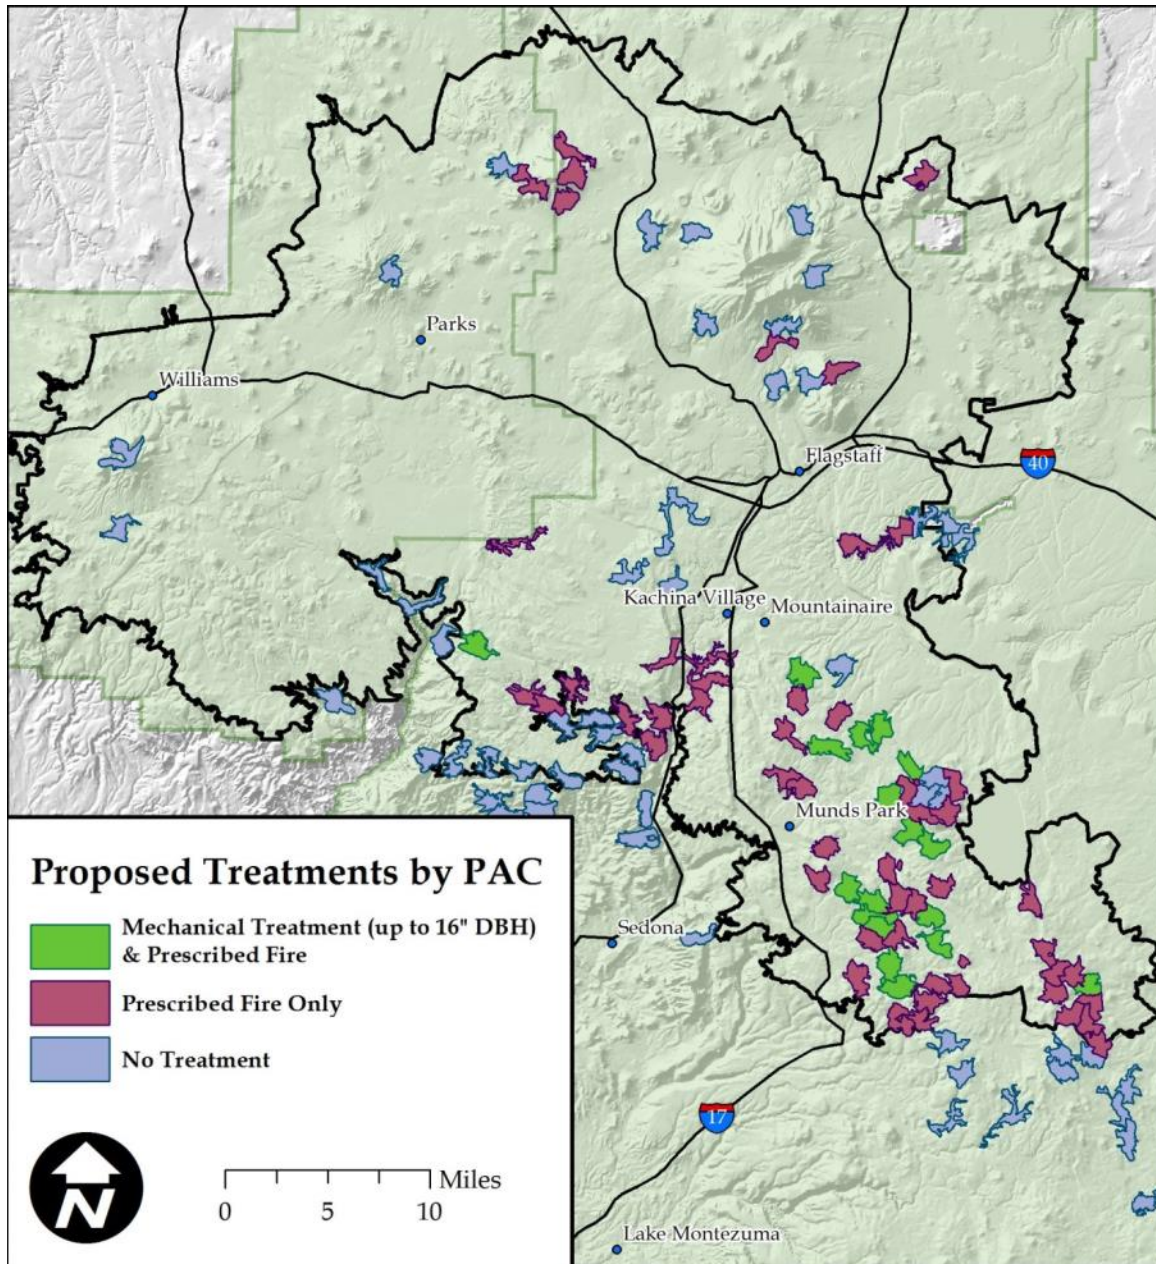 Parks
Williams
Flagstaff
40
Kachina Village
Mountainaire
Munds Park
Sedona
17
Lake Montezuma
Proposed Treatments by PAC
Mechanical Treatment (up to 16" DBH)
& Prescribed Fire
Prescribed Fire Only
No Treatment
N
Miles
0 5 10